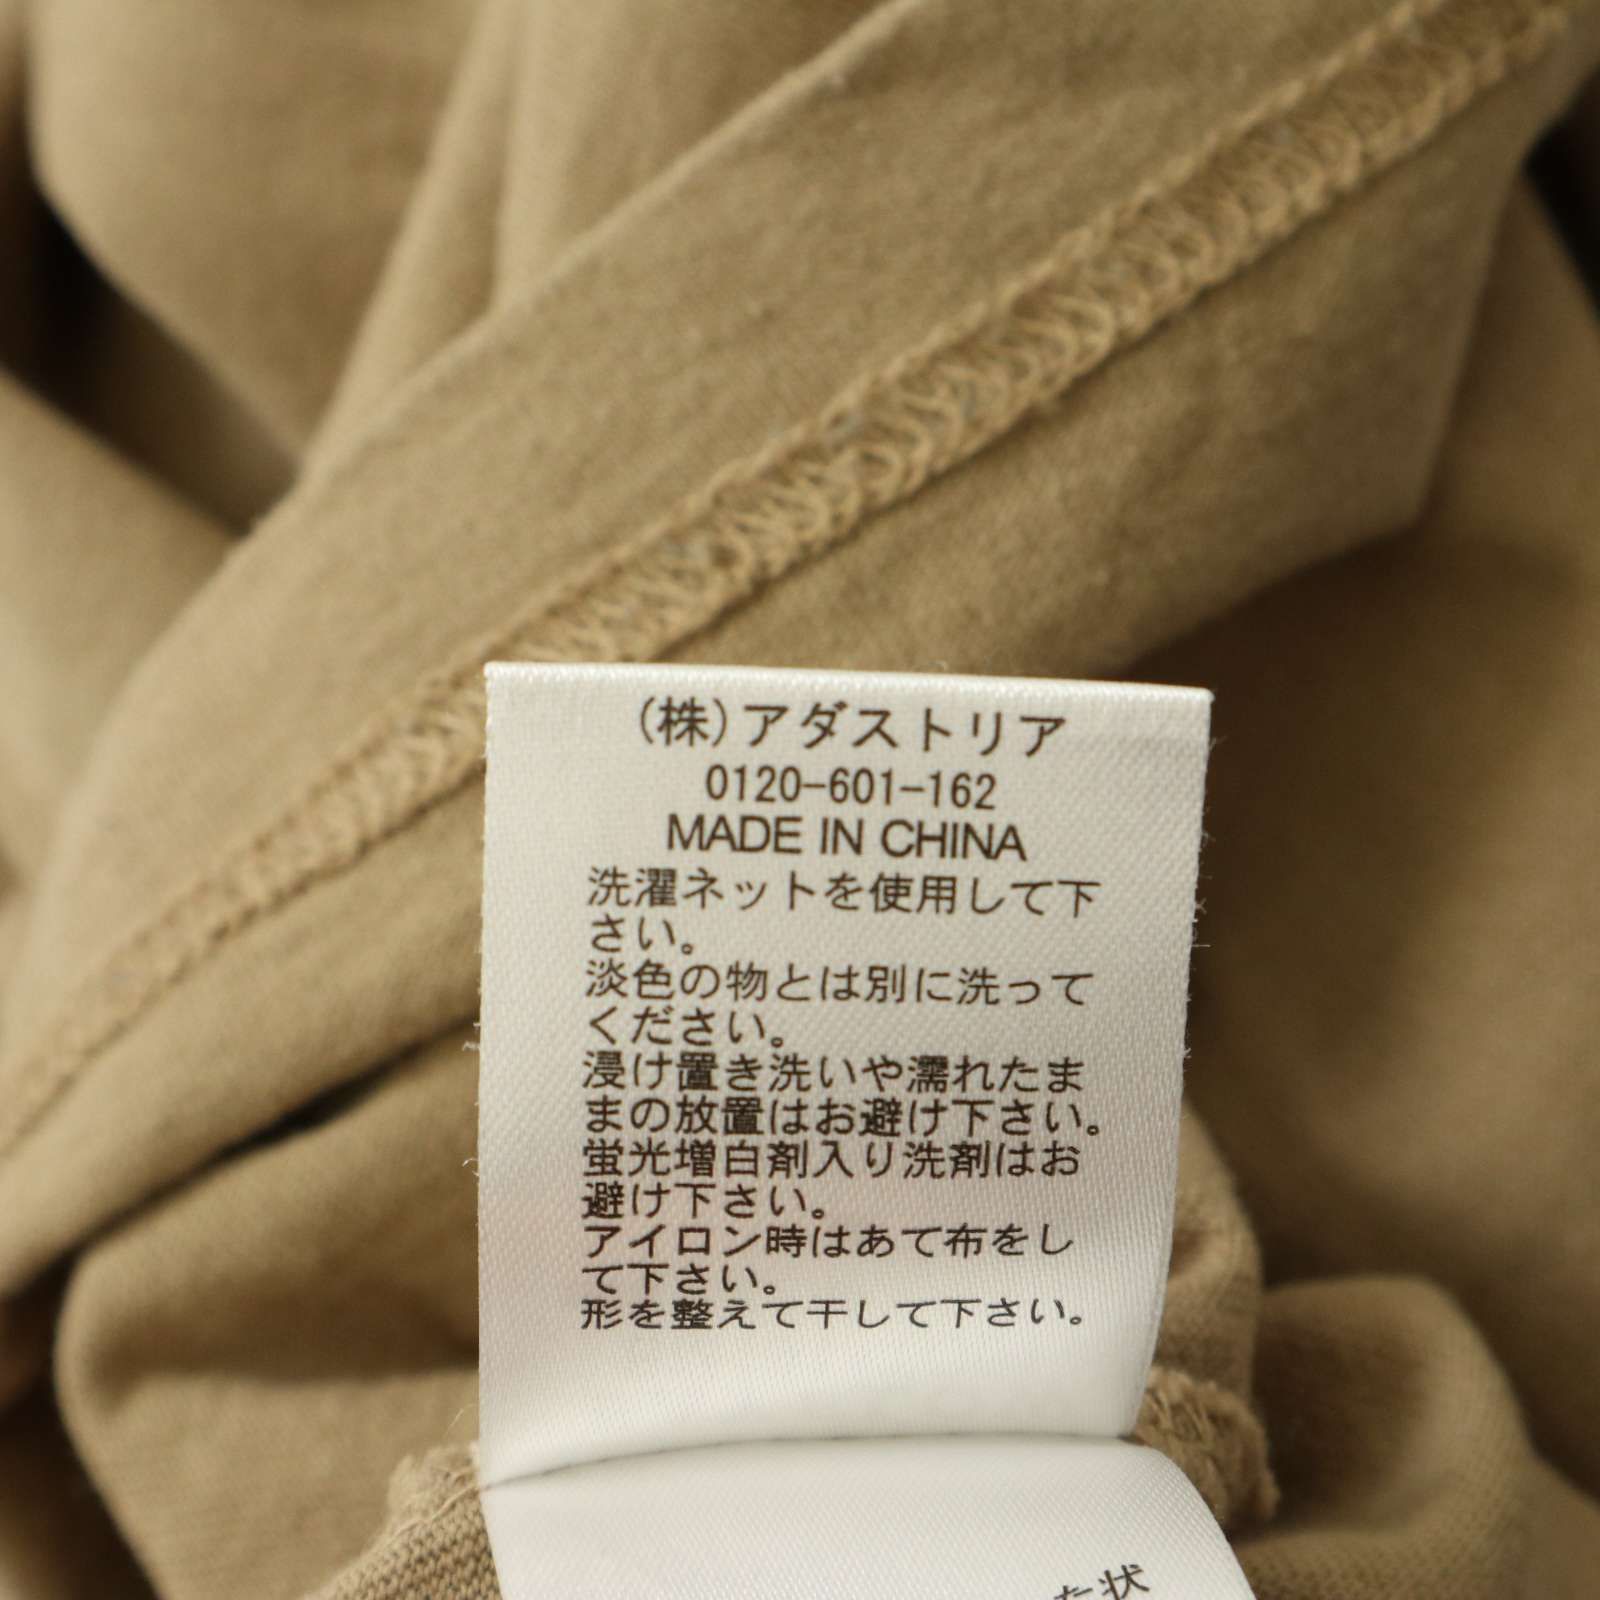 (株)アダストリア
0120-601-162
MADE IN CHINA
洗濯ネットを使用して下
さい。
淡色の物とは別に洗って
ください。
浸け置き洗いや濡れたま
まの放置はお避け下さい。
蛍光増白剤入り洗剤はお
避け下さい。
アイロン時はあて布をし
て下さい。
形を整えて干して下さい。
状